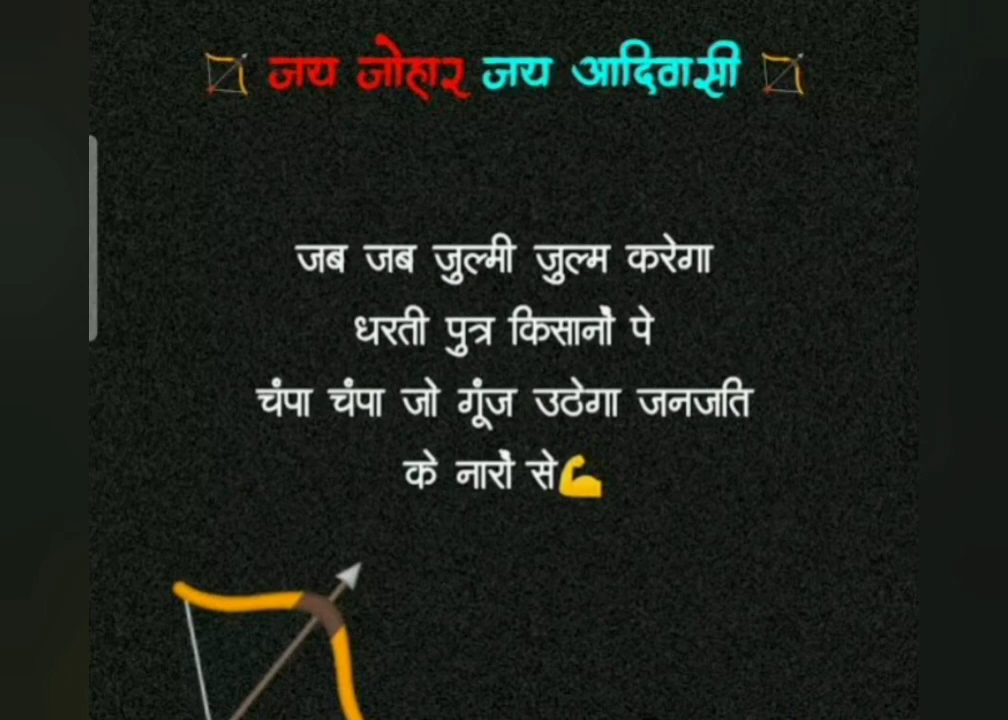 🏹 जय जोहार जय आदिवासी 🏹
जब जब जुल्मी जुल्म करेगा
धरती पुत्र किसानों पे
चंपा चंपा जो गूंज उठेगा जनजति
के नारों से💪